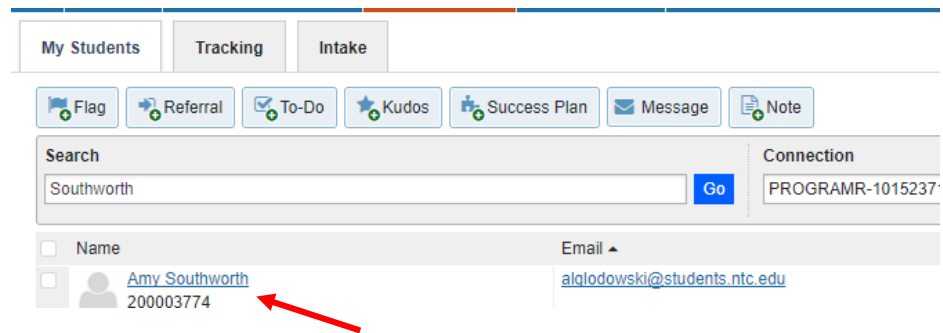 My Students Tracking Intake
Flag Referral To-Do Kudos Success Plan Message Note
Search Connection
Southworth Go PROGRAMR-10152371
Name Email
Amy Southworth alqlodowski@students.ntc.edu
200003774